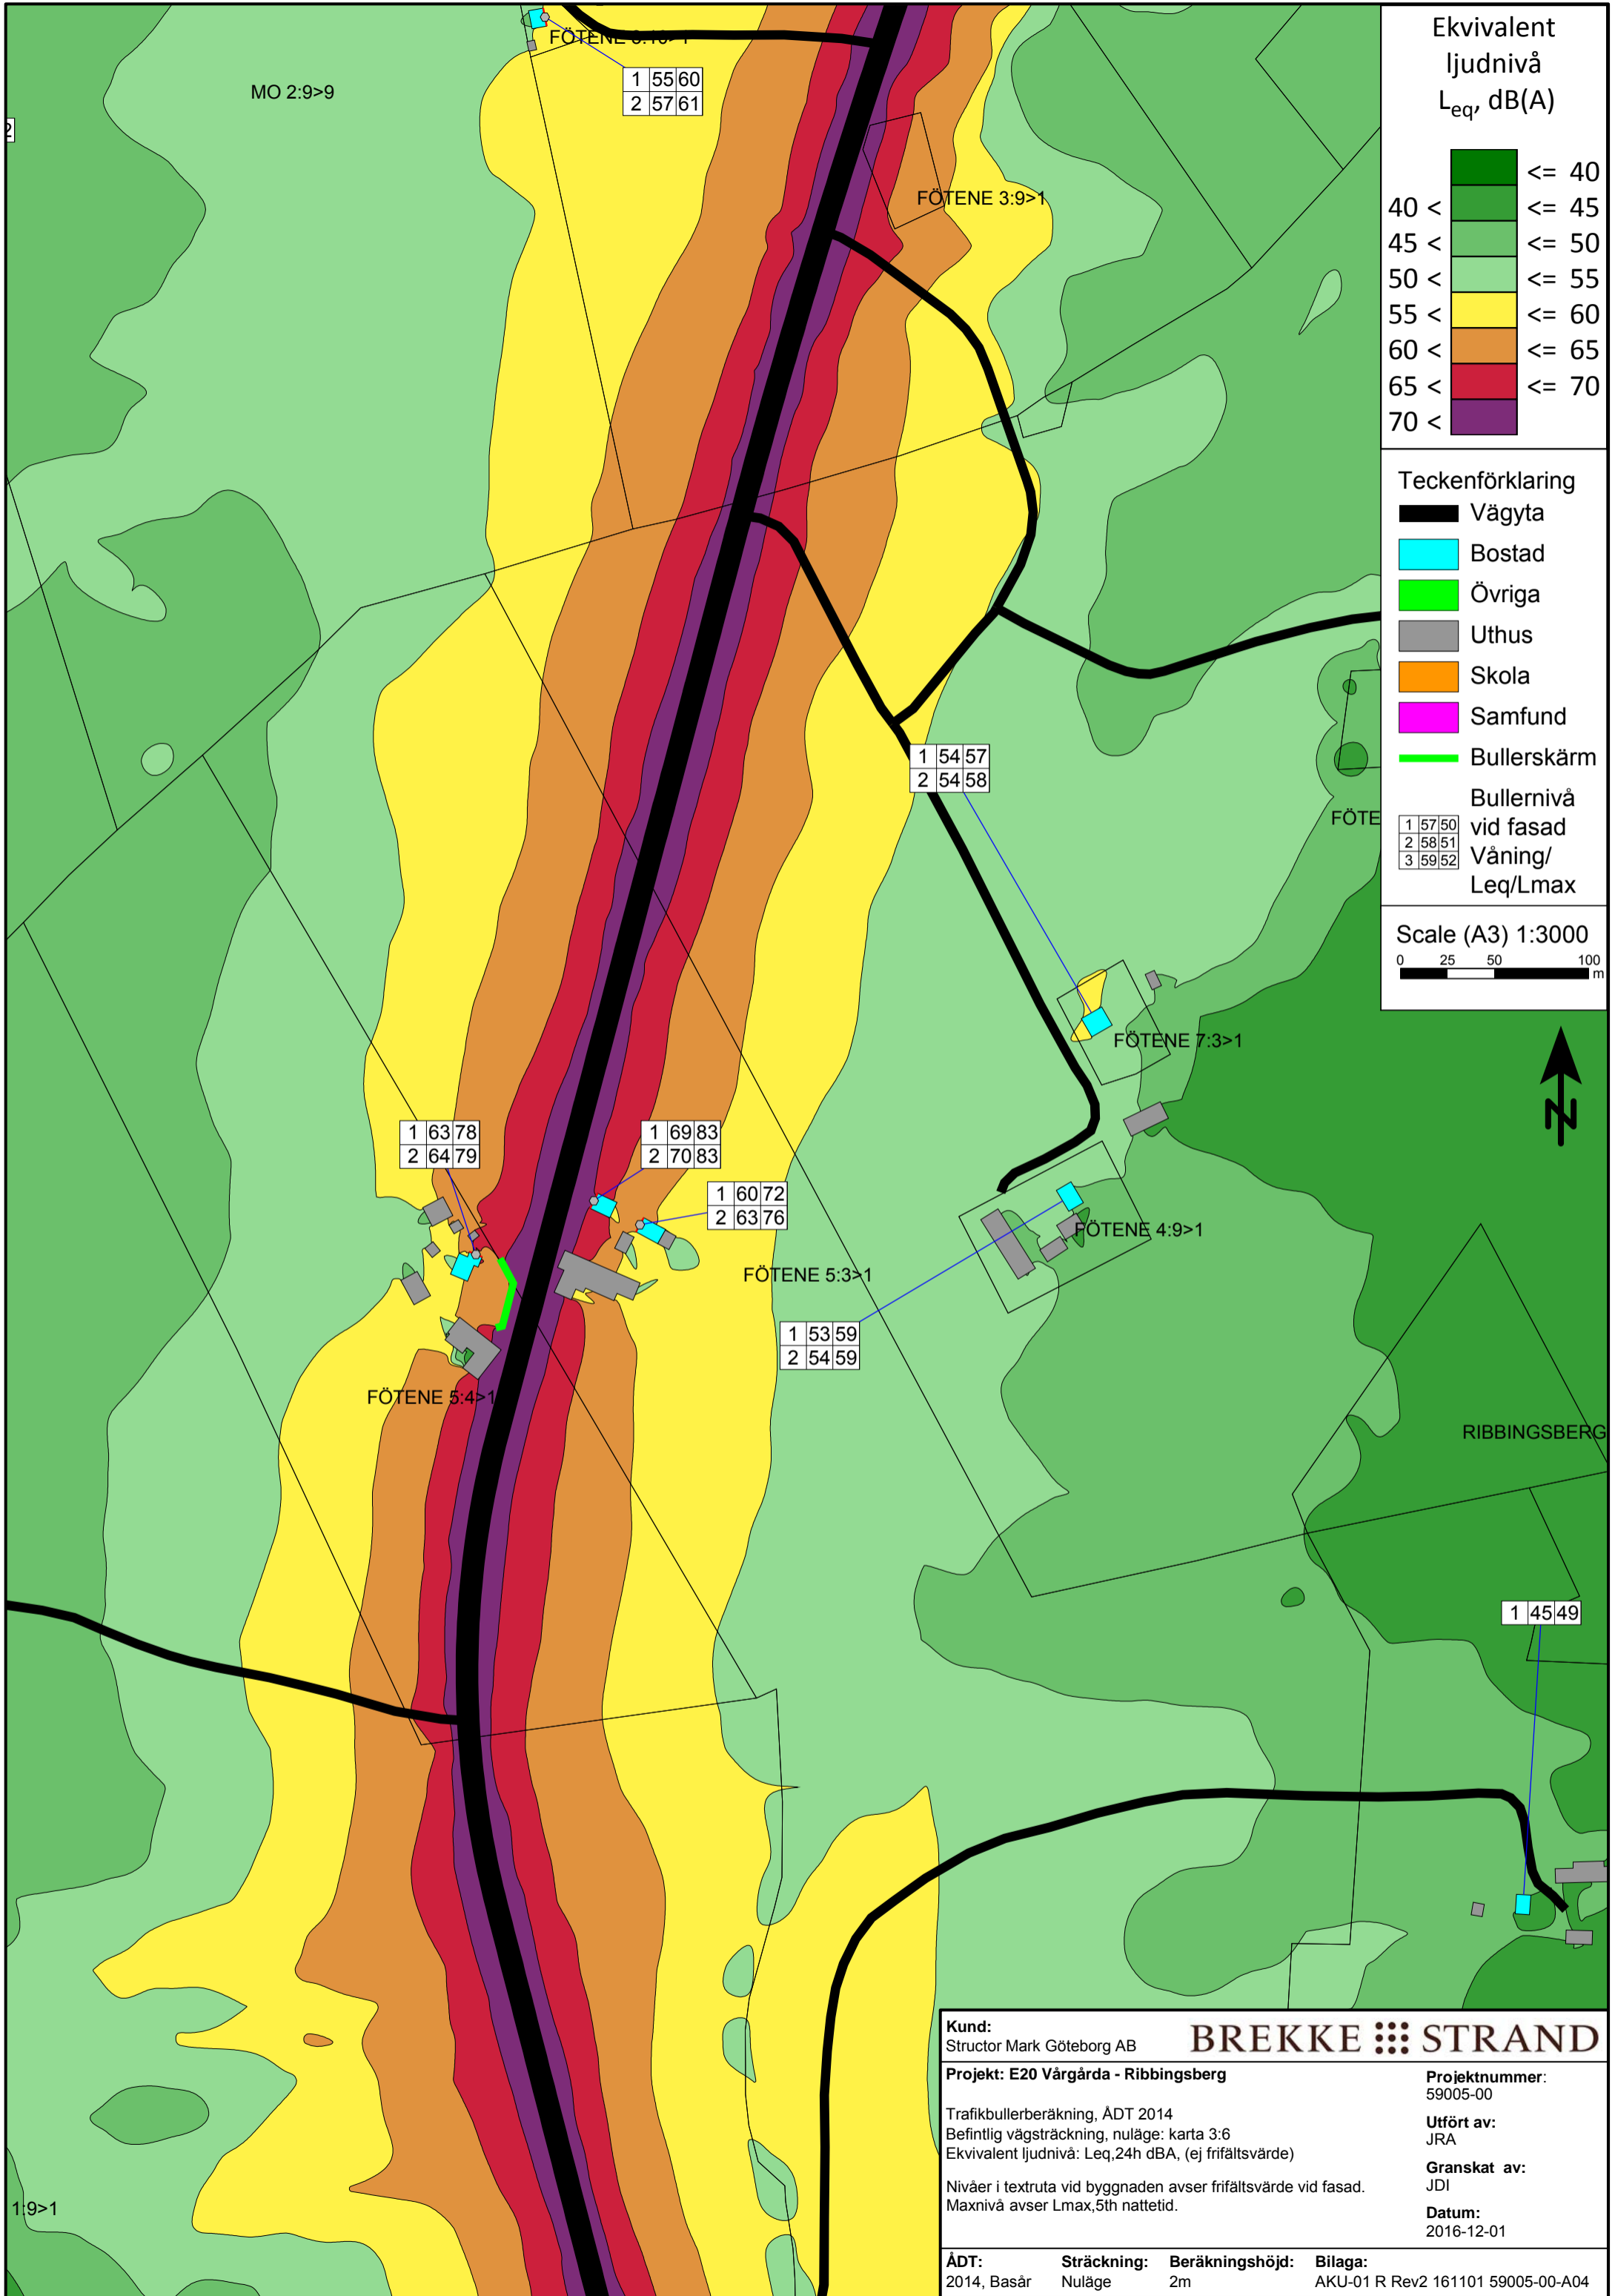 FÖTENE 6:10>1
MO 2:9>9
1 55 60
2 57 61
2
FÖTENE 3:9>1
1 54 57
2 54 58
FÖTE
FÖTENE 7:3>1
1 63 78
2 64 79
1 69 83
2 70 83
1 60 72
2 63 76
FÖTENE 4:9>1
FÖTENE 5:3>1
1 53 59
2 54 59
FÖTENE 5:4>1
RIBBINGSBERG
1 45 49
1:9>1
Ekvivalent
ljudnivå
Leq, dB(A)
<= 40
40 < <= 45
45 < <= 50
50 < <= 55
55 < <= 60
60 < <= 65
65 < <= 70
70 <
Teckenförklaring
Vägyta
Bostad
Övriga
Uthus
Skola
Samfund
Bullerskärm
Bullernivå
vid fasad
Våning/
Leq/Lmax
1 57 50
2 58 51
3 59 52
Scale (A3) 1:3000
0 25 50 100
m
N
Kund:
Structor Mark Göteborg AB
BREKKE STRAND
Projekt: E20 Vårgårda - Ribbingsberg
Trafikbullerberäkning, ÅDT 2014
Befintlig vägsträckning, nuläge: karta 3:6
Ekvivalent ljudnivå: Leq,24h dBA, (ej frifältsvärde)
Nivåer i textruta vid byggnaden avser frifältsvärde vid fasad.
Maxnivå avser Lmax,5th nattetid.
Projektnummer:
59005-00
Utfört av:
JRA
Granskat av:
JDI
Datum:
2016-12-01
ÅDT: Sträckning: Beräkningshöjd: Bilaga:
2014, Basår Nuläge 2m AKU-01 R Rev2 161101 59005-00-A04